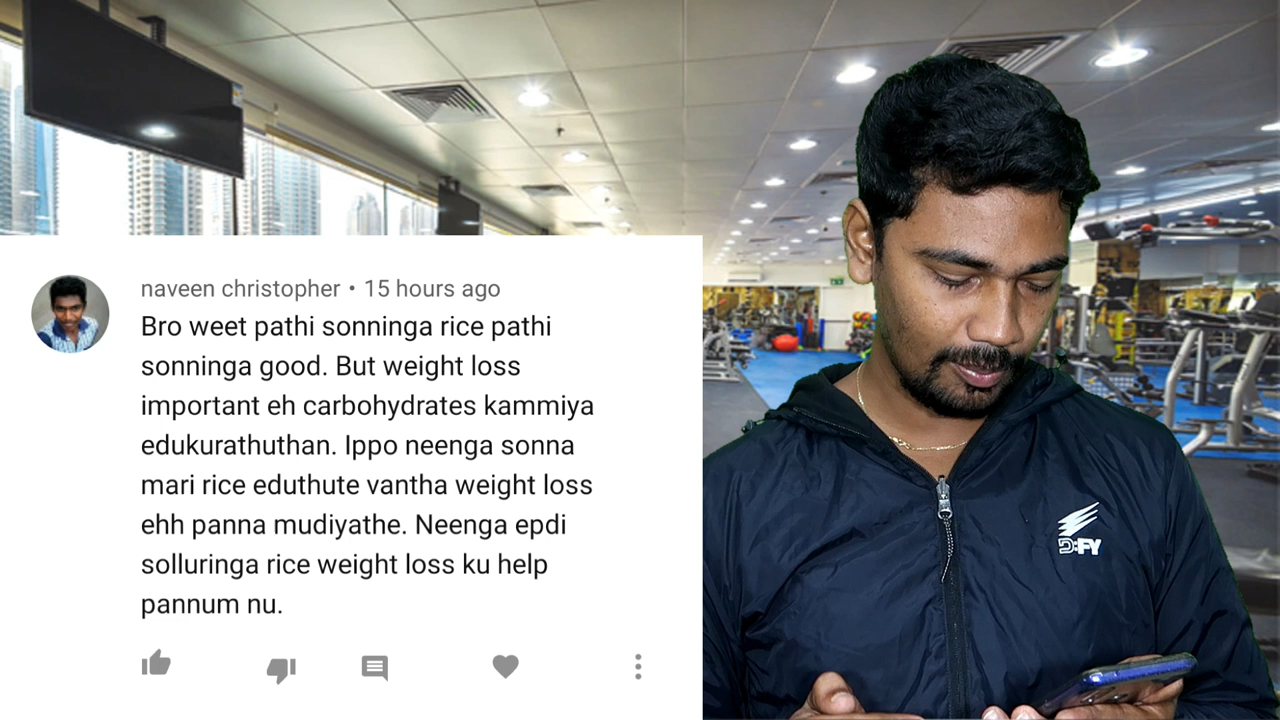 naveen christopher • 15 hours ago
Bro weet pathi sonninga rice pathi
sonninga good. But weight loss
important eh carbohydrates kammiya
edukurathuthan. Ippo neenga sonna
mari rice eduthute vantha weight loss
ehh panna mudiyathe. Neenga epdi
solluringa rice weight loss ku help
pannum nu.
D:FY